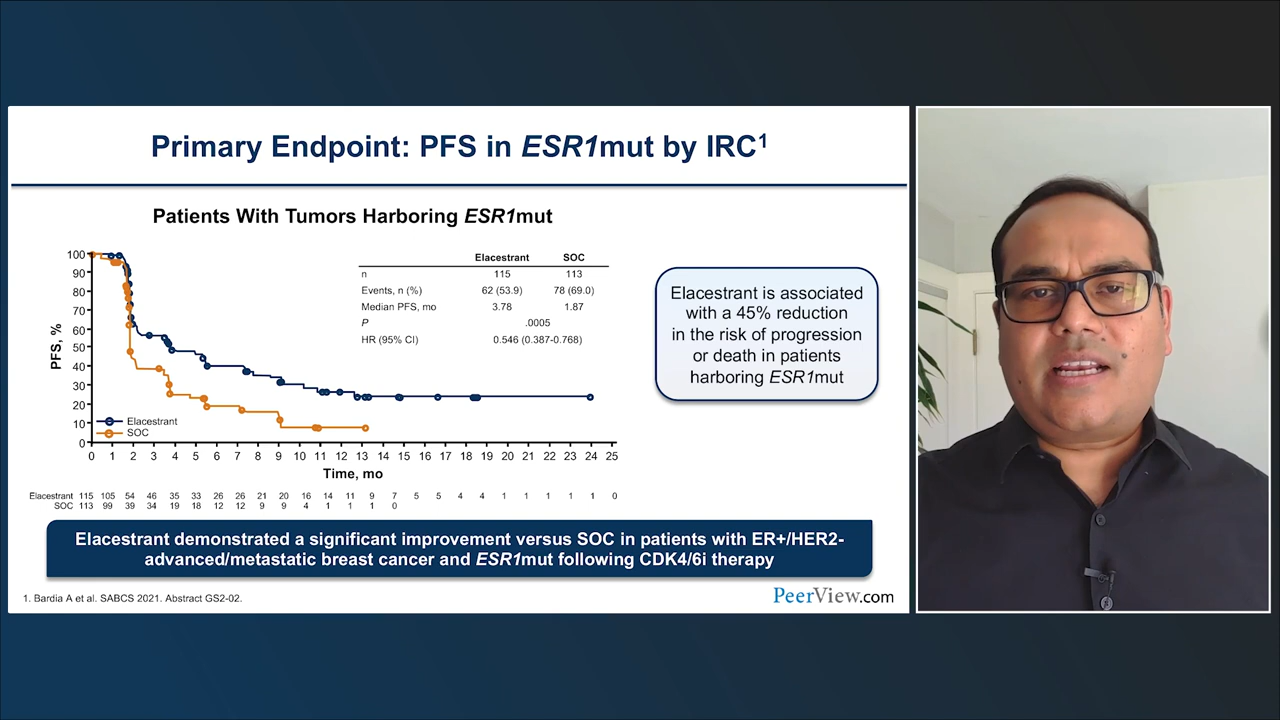 Primary Endpoint: PFS in ESR1mut by IRC1
Patients With Tumors Harboring ESR1mut
PFS, %
100
90
80
70
60
50
40
30
20
10
0
Elacestrant
SOC
0 1 2 3 4 5 6 7 8 9 10 11 12 13 14 15 16 17 18 19 20 21 22 23 24 25
Time, mo
Elacestrant SOC
n 115 113
Events, n (%) 62 (53.9) 78 (69.0)
Median PFS, mo 3.78 1.87
P .0005
HR (95% CI) 0.546 (0.387-0.768)
Elacestrant 115 105 54 46 35 33 26 26 21 20 16 14 11 9 7 5 5 4 4 1 1 1 1 1 0
SOC 113 99 39 34 19 18 12 12 9 9 4 1 1 1 0
Elacestrant is associated
with a 45% reduction
in the risk of progression
or death in patients
harboring ESR1mut
Elacestrant demonstrated a significant improvement versus SOC in patients with ER+/HER2-
advanced/metastatic breast cancer and ESR1mut following CDK4/6i therapy
1. Bardia A et al. SABCS 2021. Abstract GS2-02.
PeerView.com